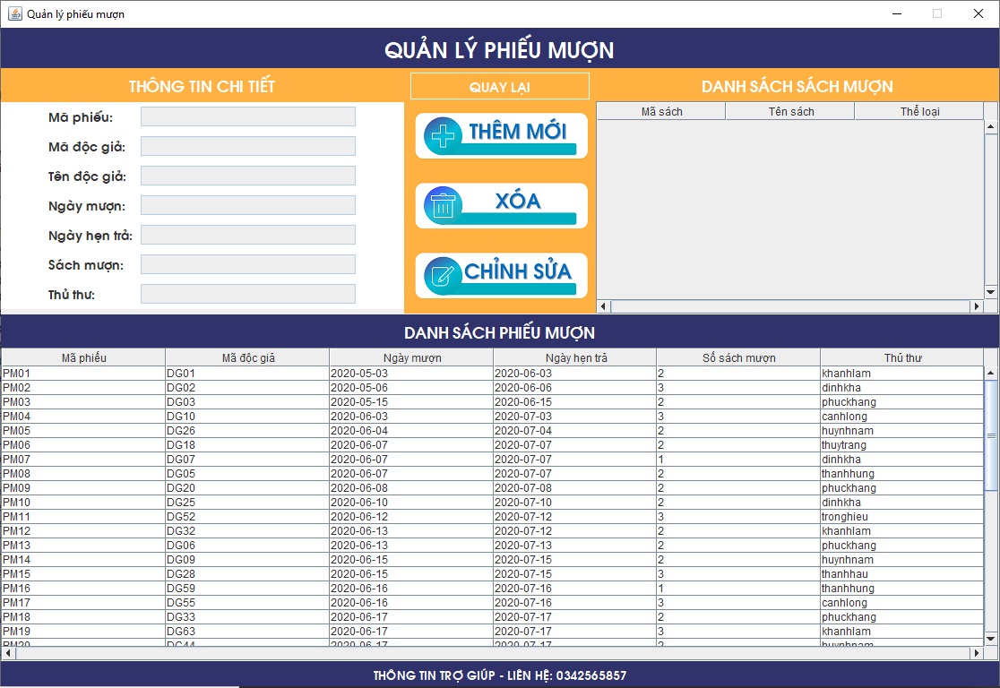 Quản lý phiếu mượn
QUẢN LÝ PHIẾU MƯỢN
THÔNG TIN CHI TIẾT
QUAY LẠI
DANH SÁCH SÁCH MƯỢN
Mã phiếu:
Mã độc giả:
Tên độc giả:
Ngày mượn:
Ngày hẹn trả:
Sách mượn:
Thủ thư:
THÊM MỚI
XÓA
CHỈNH SỬA
Mã sách Tên sách Thể loại
DANH SÁCH PHIẾU MƯỢN
Mã phiếu Mã độc giả Ngày mượn Ngày hẹn trả Số sách mượn Thủ thư
PM01 DG01 2020-05-03 2020-06-03 2 khanhlam
PM02 DG02 2020-05-06 2020-06-06 3 dinhkha
PM03 DG03 2020-05-15 2020-06-15 2 phuckhang
PM04 DG10 2020-06-03 2020-07-03 3 canhlong
PM05 DG26 2020-06-04 2020-07-04 2 huynhnam
PM06 DG18 2020-06-07 2020-07-07 2 thuytrang
PM07 DG07 2020-06-07 2020-07-07 1 dinhkha
PM08 DG05 2020-06-07 2020-07-07 2 thanhhung
PM09 DG20 2020-06-08 2020-07-08 2 phuckhang
PM10 DG25 2020-06-10 2020-07-10 2 dinhkha
PM11 DG52 2020-06-12 2020-07-12 3 tronghieu
PM12 DG32 2020-06-13 2020-07-12 2 khanhlam
PM13 DG06 2020-06-13 2020-07-13 2 phuckhang
PM14 DG09 2020-06-15 2020-07-15 2 huynhnam
PM15 DG28 2020-06-15 2020-07-15 3 thanhhau
PM16 DG59 2020-06-16 2020-07-16 1 thanhhung
PM17 DG55 2020-06-16 2020-07-16 3 canhlong
PM18 DG33 2020-06-17 2020-07-17 2 phuckhang
PM19 DG63 2020-06-17 2020-07-17 3 khanhlam
PM20 DG44 2020-06-17 2020-07-17 2 huynhnam
THÔNG TIN TRỢ GIÚP - LIÊN HỆ: 0342565857